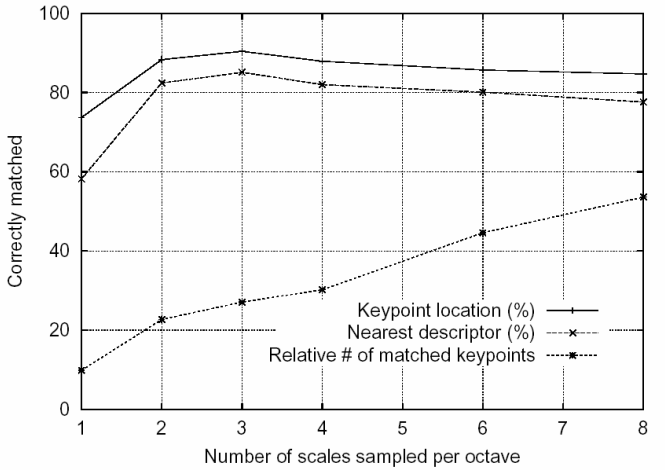 100
80
60
40
20
0
Correctly matched
Keypoint location (%)
Nearest descriptor (%)
Relative # of matched keypoints
1 2 3 4 5 6 7 8
Number of scales sampled per octave